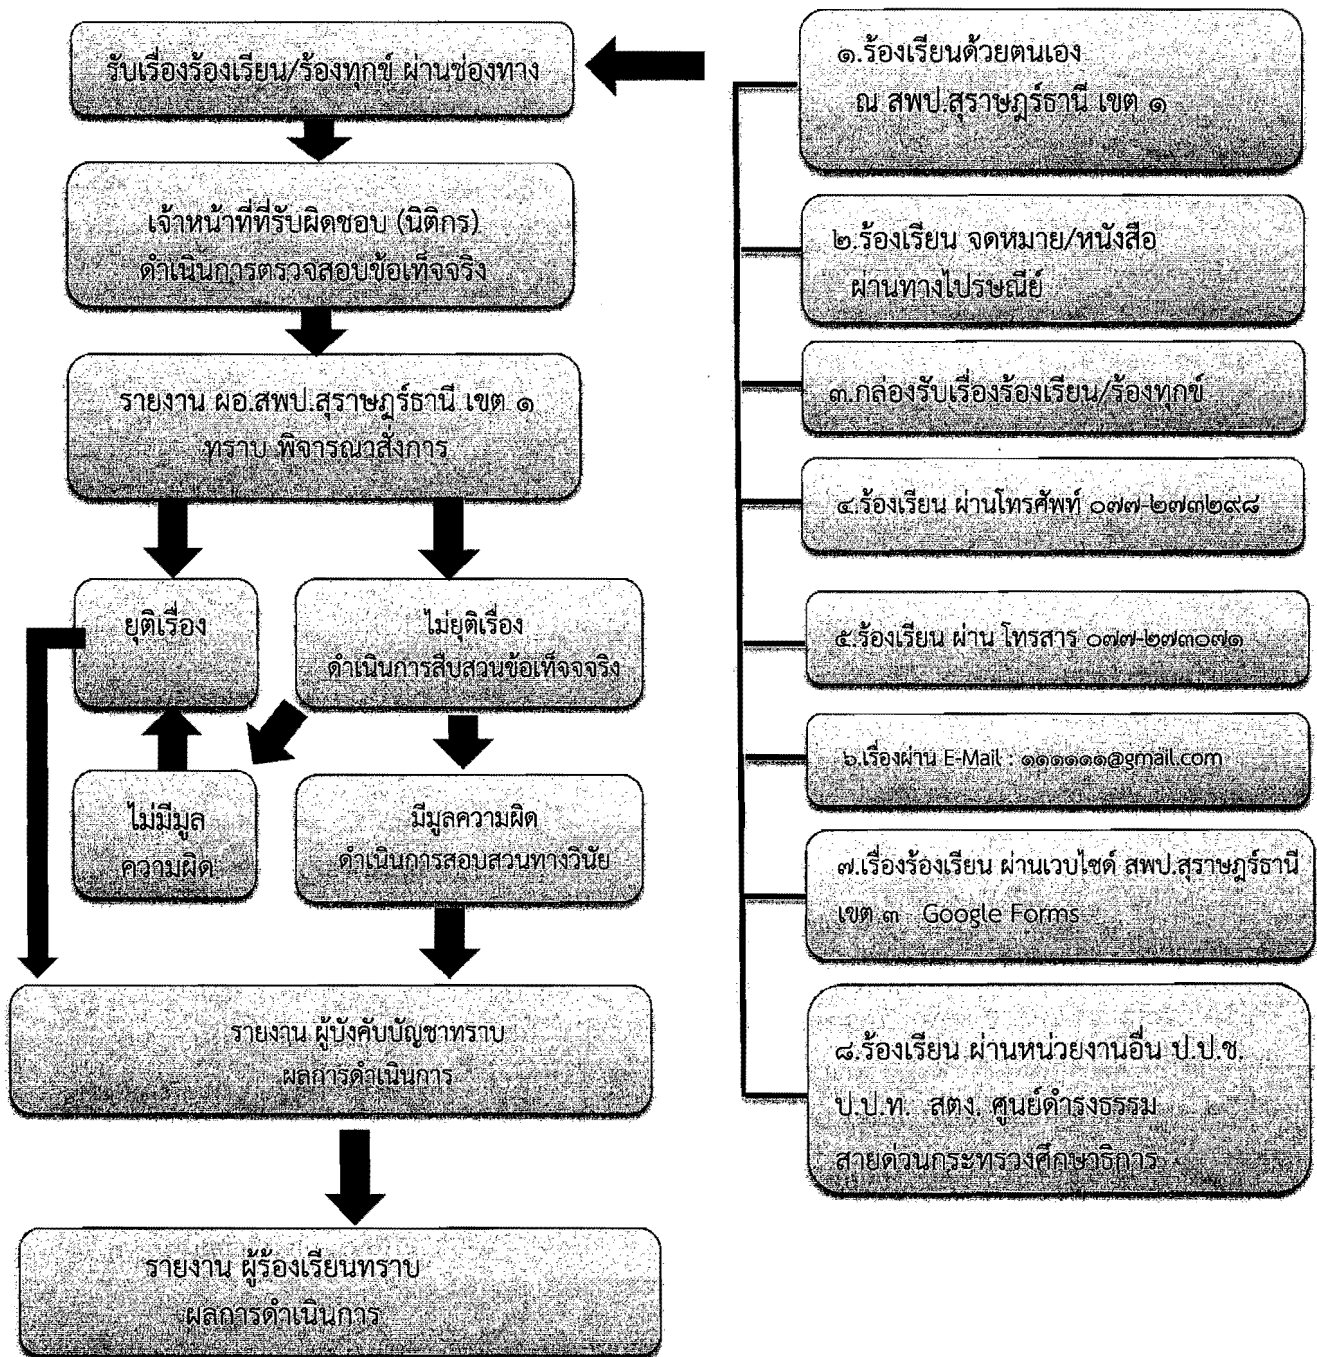 รับเรื่องร้องเรียน/ร้องทุกข์ ผ่านช่องทาง
เจ้าหน้าที่ที่รับผิดชอบ (นิติกร)
ดำเนินการตรวจสอบข้อเท็จจริง
รายงาน ผอ.สพป.สุราษฎร์ธานี เขต ๑
ทราบ พิจารณาสั่งการ
ยุติเรื่อง
ไม่ยุติเรื่อง
ดำเนินการสืบสวนข้อเท็จจจริง
ไม่มีมูล
ความผิด
มีมูลความผิด
ดำเนินการสอบสวนทางวินัย
รายงาน ผู้บังคับบัญชาทราบ
ผลการดำเนินการ
รายงาน ผู้ร้องเรียนทราบ
ผลการดำเนินการ
๑.ร้องเรียนด้วยตนเอง
ณ สพป.สุราษฎร์ธานี เขต ๑
๒.ร้องเรียน จดหมาย/หนังสือ
ผ่านทางไปรษณีย์
๓.กล่องรับเรื่องร้องเรียน/ร้องทุกข์
๔.ร้องเรียน ผ่านโทรศัพท์ ๐๗๗-๒๗๓๒๙๘
๕.ร้องเรียน ผ่าน โทรสาร ๐๗๗-๒๗๓๐๗๑
๖.เรื่องผ่าน E-Mail : ๑๑๑๑๑๑@gmail.com
๗.เรื่องร้องเรียน ผ่านเวบไซด์ สพป.สุราษฎร์ธานี
เขต ๓ Google Forms
๘.ร้องเรียน ผ่านหน่วยงานอื่น ป.ป.ช.
ป.ป.ท. สตง. ศูนย์ดำรงธรรม
สายด่วนกระทรวงศึกษาธิการ